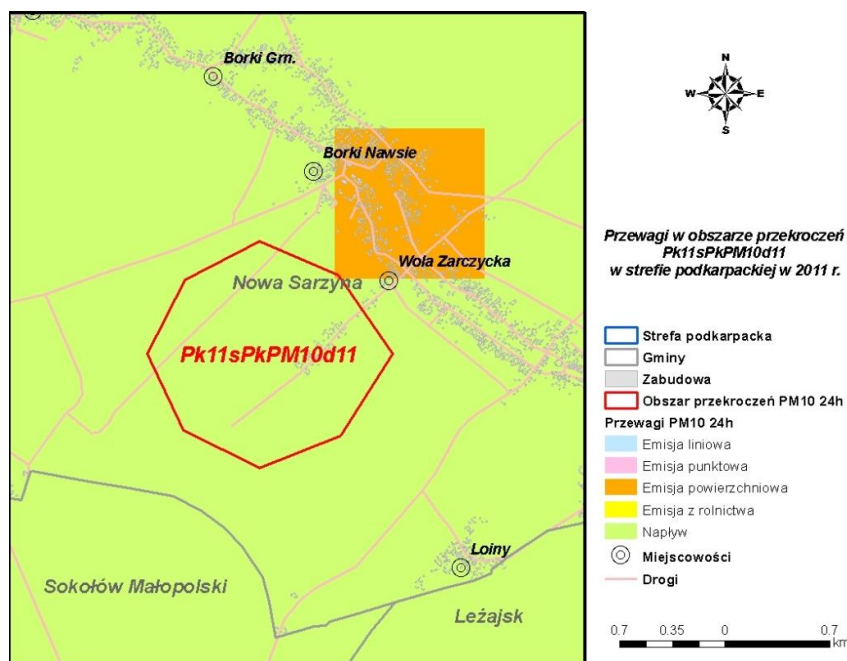 Borki Grn.
Borki Nawsie
Wola Zarczycka
Nowa Sarzyna
Pk11sPkPM10d11
Loiny
Sokołów Małopolski
Leżajsk
N
W E
S
Przewagi w obszarze przekroczeń
Pk11sPkPM10d11
w strefie podkarpackiej w 2011 r.
Strefa podkarpacka
Gminy
Zabudowa
Obszar przekroczeń PM10 24h
Przewagi PM10 24h
Emisja liniowa
Emisja punktowa
Emisja powierzchniowa
Emisja z rolnictwa
Napływ
Miejscowości
Drogi
0.7 0.35 0 0.7
km